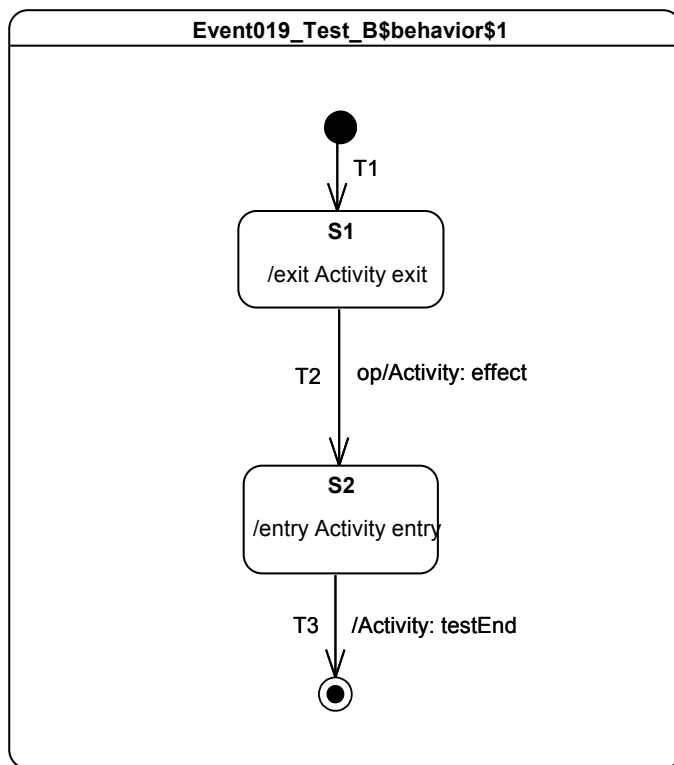 Event019_Test_B$behavior$1
T1
S1
/exit Activity exit
T2 op/Activity: effect
S2
/entry Activity entry
T3 /Activity: testEnd